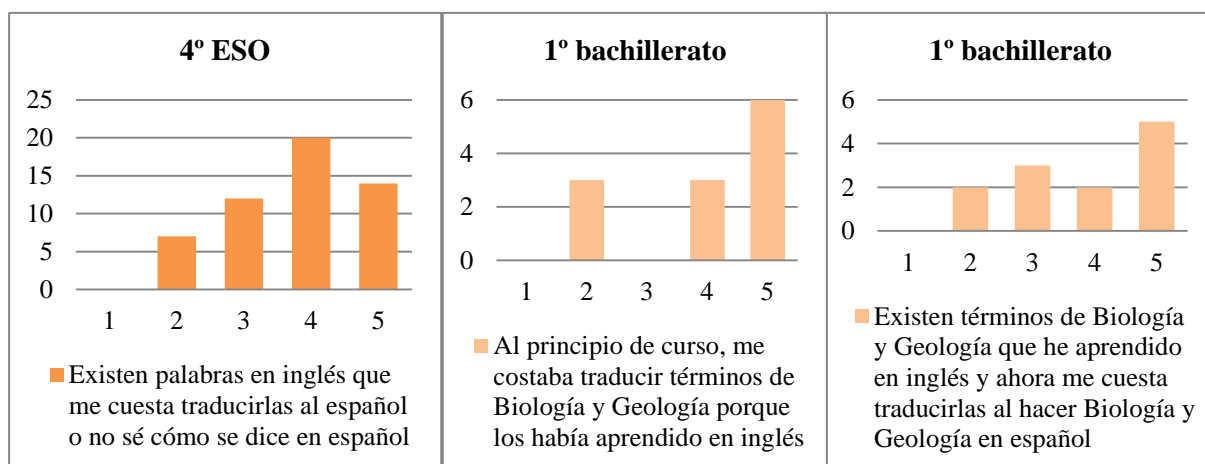 4º ESO
25
20
15
10
5
0
1 2 3 4 5
Existen palabras en inglés que
me cuesta traducirlas al español
o no sé cómo se dice en español
1º bachillerato
6
4
2
0
1 2 3 4 5
Al principio de curso, me
costaba traducir términos de
Biología y Geología porque
los había aprendido en inglés
1º bachillerato
6
4
2
0
1 2 3 4 5
Existen términos de Biología
y Geología que he aprendido
en inglés y ahora me cuesta
traducirlas al hacer Biología y
Geología en español